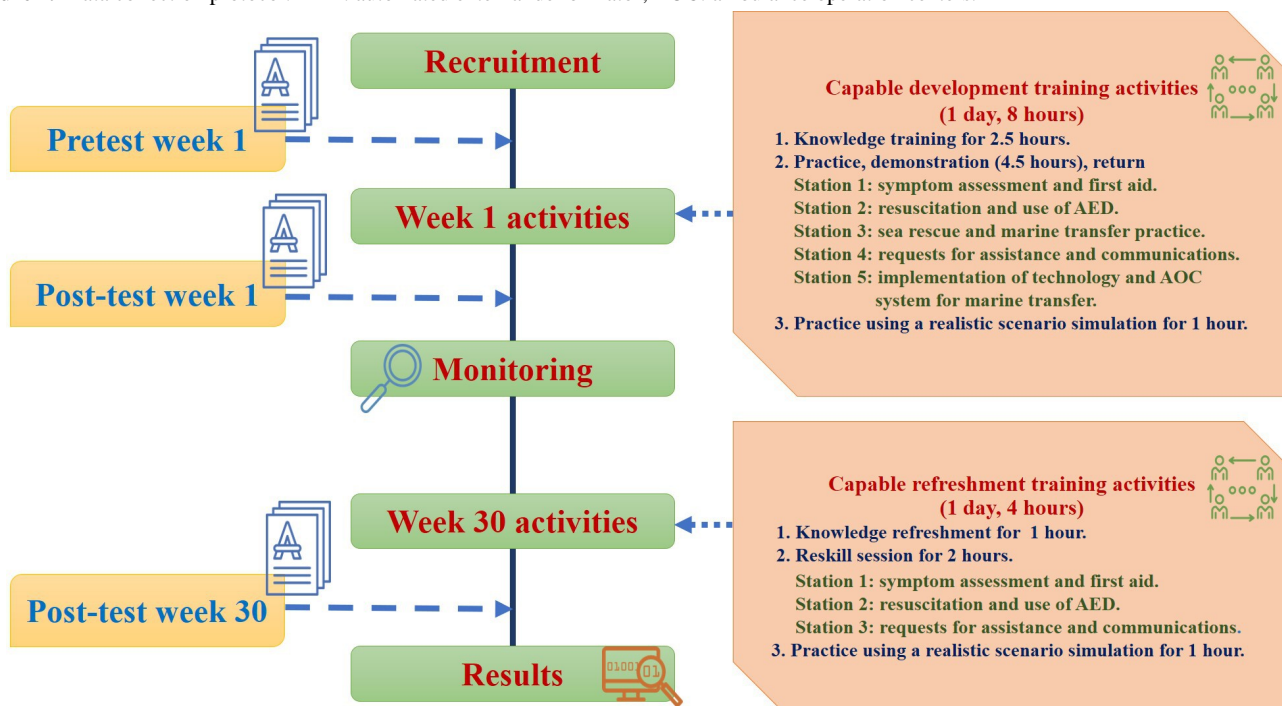 Recruitment
Pretest week 1
Week 1 activities
Post-test week 1
Monitoring
Week 30 activities
Post-test week 30
Results
Capable development training activities
(1 day, 8 hours)
1. Knowledge training for 2.5 hours.
2. Practice, demonstration (4.5 hours), return
Station 1: symptom assessment and first aid.
Station 2: resuscitation and use of AED.
Station 3: sea rescue and marine transfer practice.
Station 4: requests for assistance and communications.
Station 5: implementation of technology and AOC
system for marine transfer.
3. Practice using a realistic scenario simulation for 1 hour.
Capable refreshment training activities
(1 day, 4 hours)
1. Knowledge refreshment for 1 hour.
2. Reskill session for 2 hours.
Station 1: symptom assessment and first aid.
Station 2: resuscitation and use of AED.
Station 3: requests for assistance and communications.
3. Practice using a realistic scenario simulation for 1 hour.